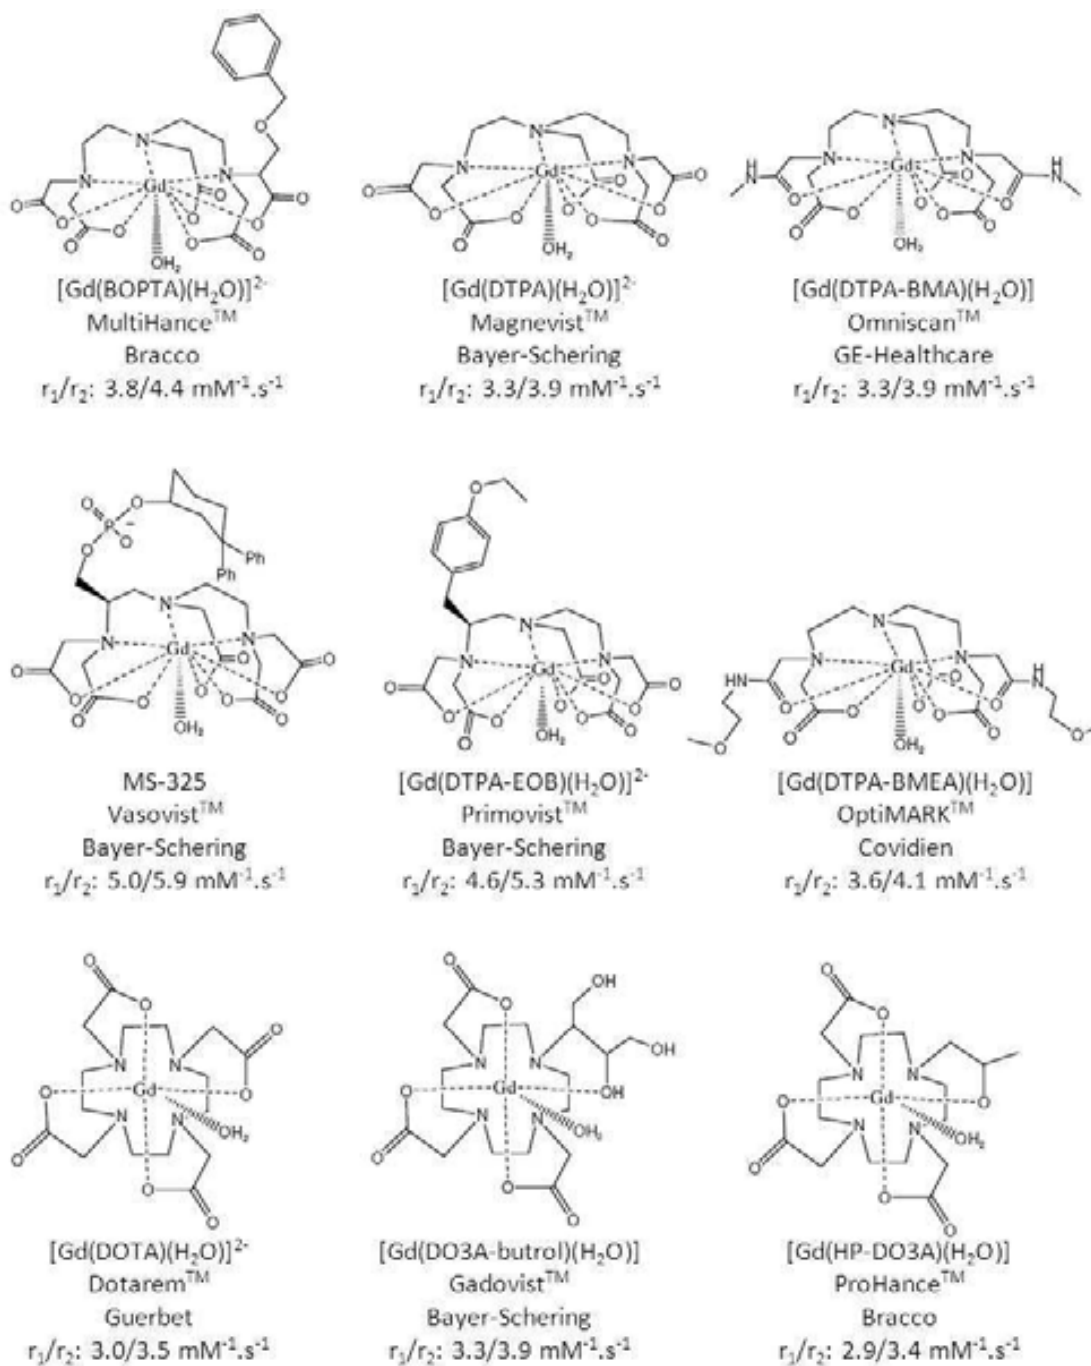 [Gd(BOPTA)(H₂O)]²⁻
MultiHance™
Bracco
r₁/r₂: 3.8/4.4 mM⁻¹.s⁻¹
[Gd(DTPA)(H₂O)]²⁻
Magnevist™
Bayer-Schering
r₁/r₂: 3.3/3.9 mM⁻¹.s⁻¹
[Gd(DTPA-BMA)(H₂O)]
Omniscan™
GE-Healthcare
r₁/r₂: 3.3/3.9 mM⁻¹.s⁻¹
MS-325
Vasovist™
Bayer-Schering
r₁/r₂: 5.0/5.9 mM⁻¹.s⁻¹
[Gd(DTPA-EOB)(H₂O)]²⁻
Primovist™
Bayer-Schering
r₁/r₂: 4.6/5.3 mM⁻¹.s⁻¹
[Gd(DTPA-BMEA)(H₂O)]
OptiMARK™
Covidien
r₁/r₂: 3.6/4.1 mM⁻¹.s⁻¹
[Gd(DOTA)(H₂O)]²⁻
Dotarem™
Guerbet
r₁/r₂: 3.0/3.5 mM⁻¹.s⁻¹
[Gd(DO3A-butrol)(H₂O)]
Gadovist™
Bayer-Schering
r₁/r₂: 3.3/3.9 mM⁻¹.s⁻¹
[Gd(HP-DO3A)(H₂O)]
ProHance™
Bracco
r₁/r₂: 2.9/3.4 mM⁻¹.s⁻¹